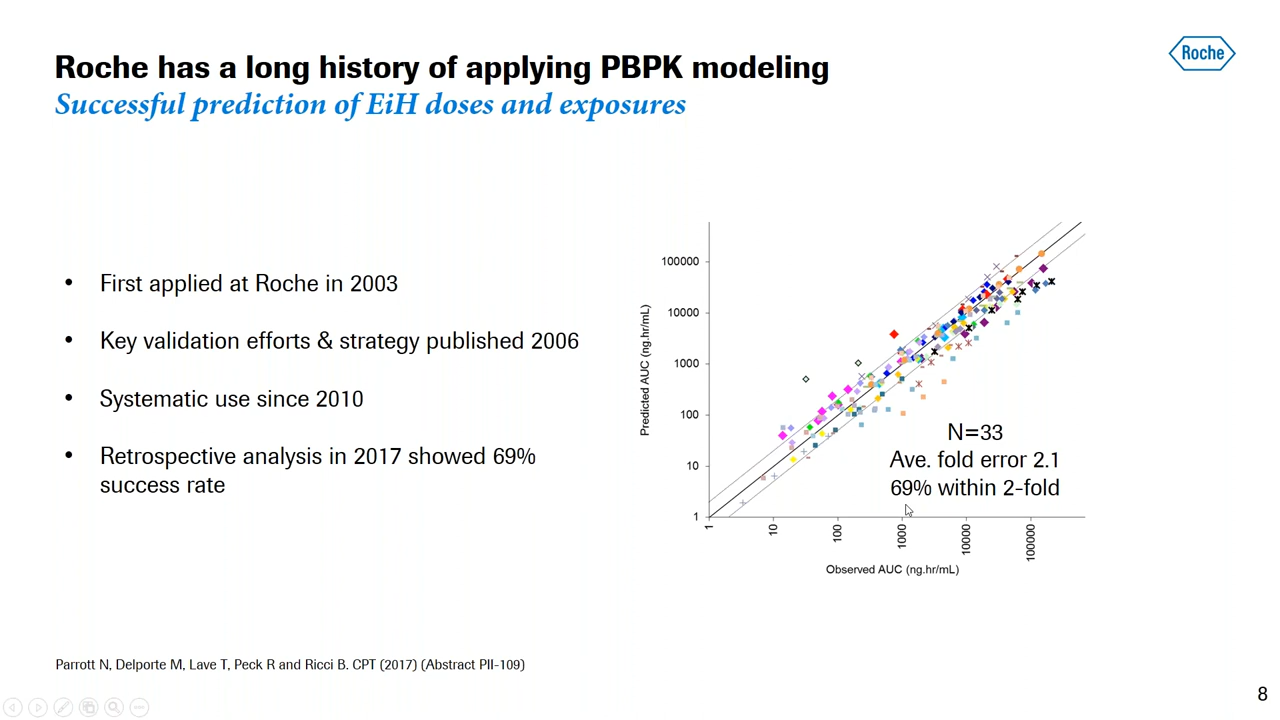 Roche has a long history of applying PBPK modeling
Roche
Successful prediction of EiH doses and exposures
• First applied at Roche in 2003
• Key validation efforts & strategy published 2006
• Systematic use since 2010
• Retrospective analysis in 2017 showed 69%
success rate
Predicted AUC (ng.hr/mL)
100000
10000
1000
100
10
1
N=33
Ave. fold error 2.1
69% within 2-fold
1
10
100
1000
10000
100000
Observed AUC (ng.hr/mL)
Parrott N, Delporte M, Lave T, Peck R and Ricci B. CPT (2017) (Abstract PII-109)
8